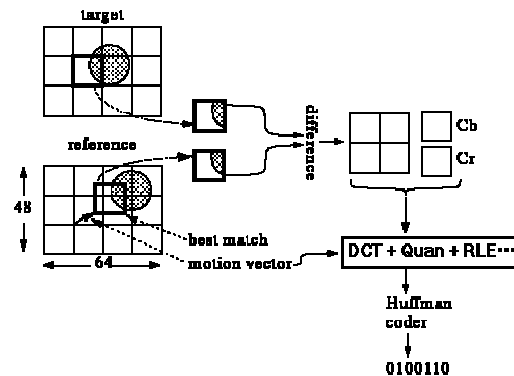 target
reference
48
64
best match
motion vector
difference
Cb
Cr
DCT + Quan + RLE···
Huffman
coder
0100110